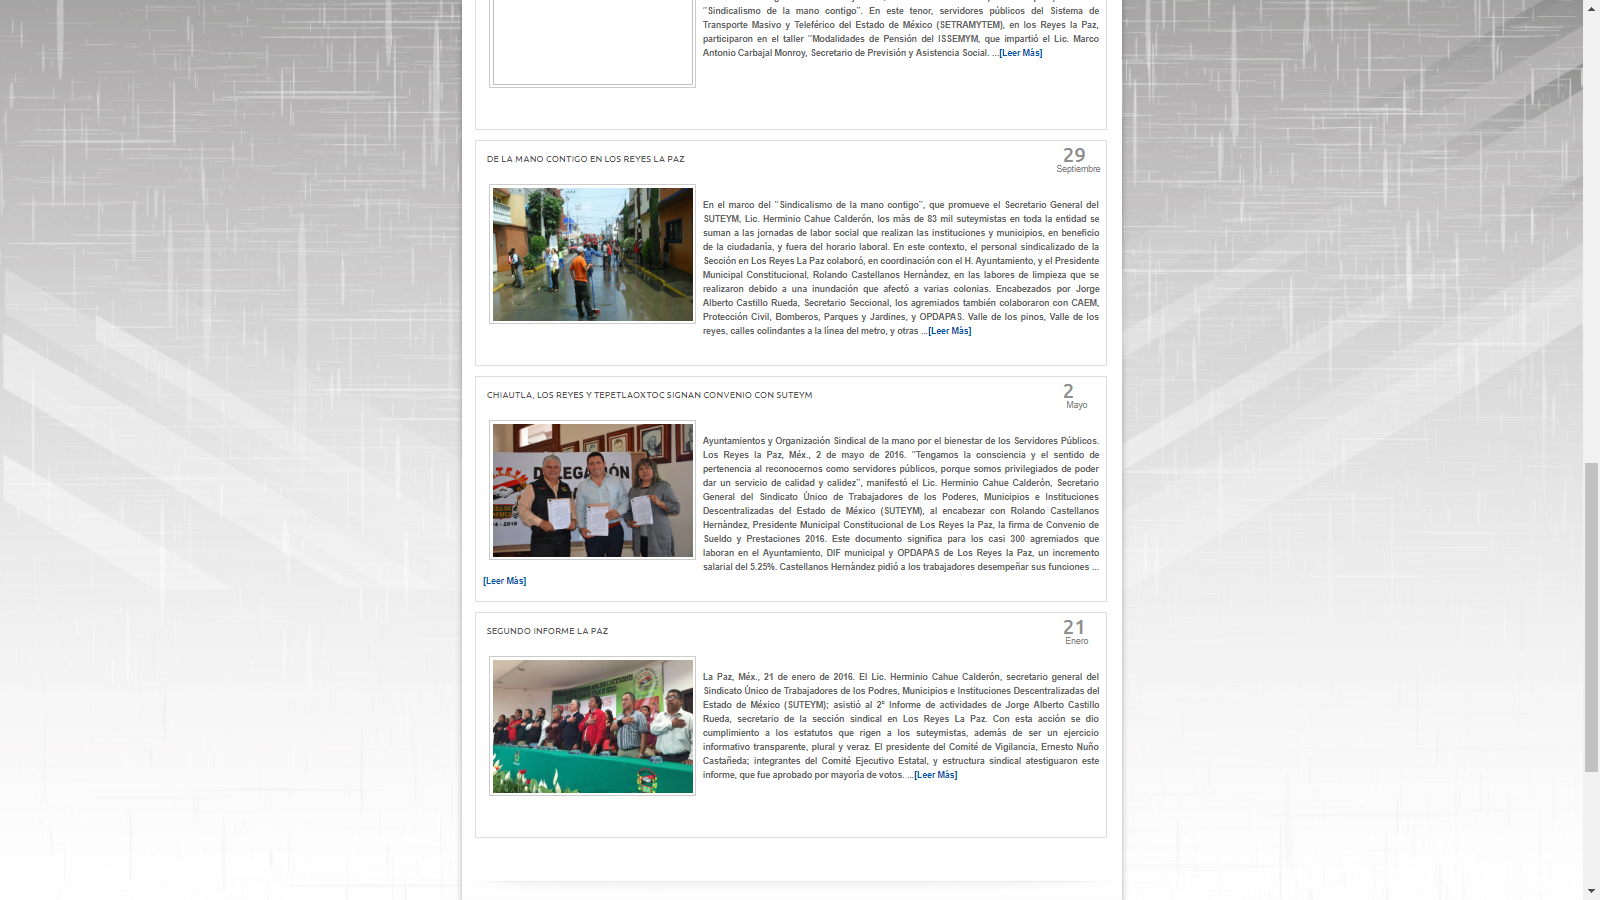 "Sindicalismo de la mano contigo". En este tenor, servidores públicos del Sistema de
Transporte Masivo y Teleférico del Estado de México (SETRAMYTEM), en los Reyes la Paz,
participaron en el taller "Modalidades de Pensión del ISSEMYM, que impartió el Lic. Marco
Antonio Carbajal Monroy, Secretario de Previsión y Asistencia Social. ...[Leer Más]
DE LA MANO CONTIGO EN LOS REYES LA PAZ
29
Septiembre
En el marco del "Sindicalismo de la mano contigo", que promueve el Secretario General del
SUTEYM, Lic. Herminio Cahue Calderón, los más de 83 mil suteymistas en toda la entidad se
suman a las jornadas de labor social que realizan las instituciones y municipios, en beneficio
de la ciudadanía, y fuera del horario laboral. En este contexto, el personal sindicalizado de la
Sección en Los Reyes La Paz colaboró, en coordinación con el H. Ayuntamiento, y el Presidente
Municipal Constitucional, Rolando Castellanos Hernández, en las labores de limpieza que se
realizaron debido a una inundación que afectó a varias colonias. Encabezados por Jorge
Alberto Castillo Rueda, Secretario Seccional, los agremiados también colaboraron con CAEM,
Protección Civil, Bomberos, Parques y Jardines, y OPDAPAS. Valle de los pinos, Valle de los
reyes, calles colindantes a la línea del metro, y otras ...[Leer Más]
CHIAUTLA, LOS REYES Y TEPETLAOXTOC SIGNAN CONVENIO CON SUTEYM
2
Mayo
Ayuntamientos y Organización Sindical de la mano por el bienestar de los Servidores Públicos.
Los Reyes la Paz, Méx., 2 de mayo de 2016. "Tengamos la consciencia y el sentido de
pertenencia al reconocernos como servidores públicos, porque somos privilegiados de poder
dar un servicio de calidad y calidez", manifestó el Lic. Herminio Cahue Calderón, Secretario
General del Sindicato Único de Trabajadores de los Poderes, Municipios e Instituciones
Descentralizadas del Estado de México (SUTEYM), al encabezar con Rolando Castellanos
Hernández, Presidente Municipal Constitucional de Los Reyes la Paz, la firma de Convenio de
Sueldo y Prestaciones 2016. Este documento significa para los casi 300 agremiados que
laboran en el Ayuntamiento, DIF municipal y OPDAPAS de Los Reyes la Paz, un incremento
salarial del 5.25%. Castellanos Hernández pidió a los trabajadores desempeñar sus funciones ...
[Leer Más]
SEGUNDO INFORME LA PAZ
21
Enero
La Paz, Méx., 21 de enero de 2016. El Lic. Herminio Cahue Calderón, secretario general del
Sindicato Único de Trabajadores de los Podres, Municipios e Instituciones Descentralizadas del
Estado de México (SUTEYM); asistió al 2° Informe de actividades de Jorge Alberto Castillo
Rueda, secretario de la sección sindical en Los Reyes La Paz. Con esta acción se dio
cumplimiento a los estatutos que rigen a los suteymistas, además de ser un ejercicio
informativo transparente, plural y veraz. El presidente del Comité de Vigilancia, Ernesto Nuño
Castañeda; integrantes del Comité Ejecutivo Estatal, y estructura sindical atestiguaron este
informe, que fue aprobado por mayoría de votos. ...[Leer Más]